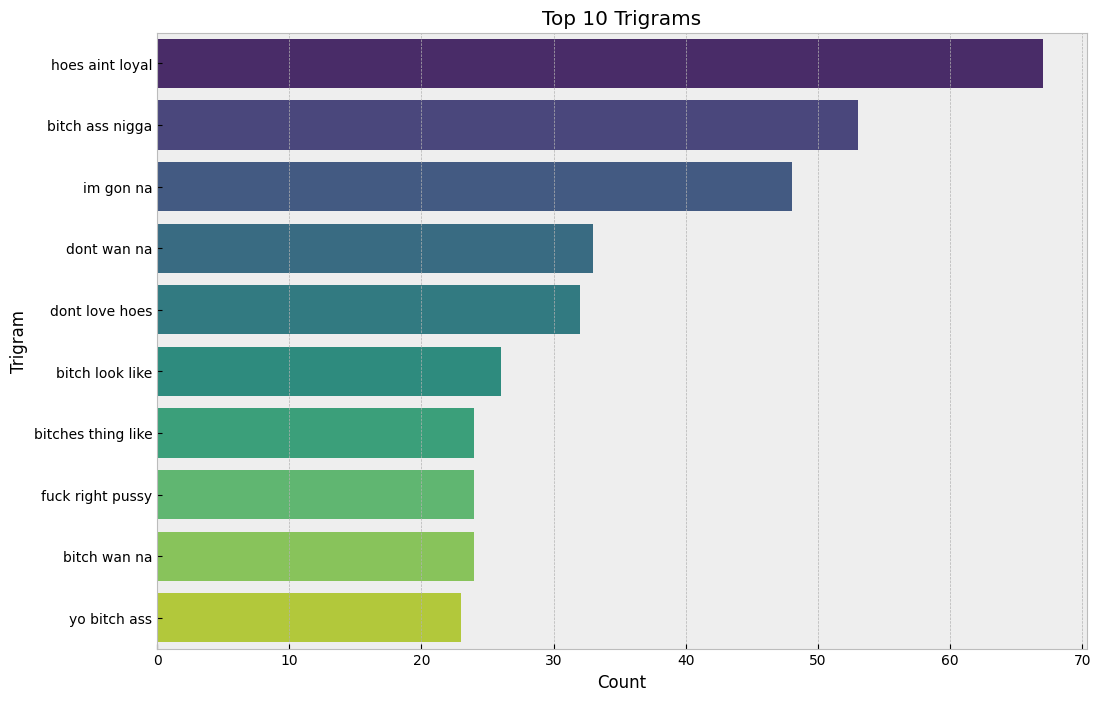 Top 10 Trigrams
Trigram
hoes aint loyal
bitch ass nigga
im gon na
dont wan na
dont love hoes
bitch look like
bitches thing like
fuck right pussy
bitch wan na
yo bitch ass
0 10 20 30 40 50 60 70
Count